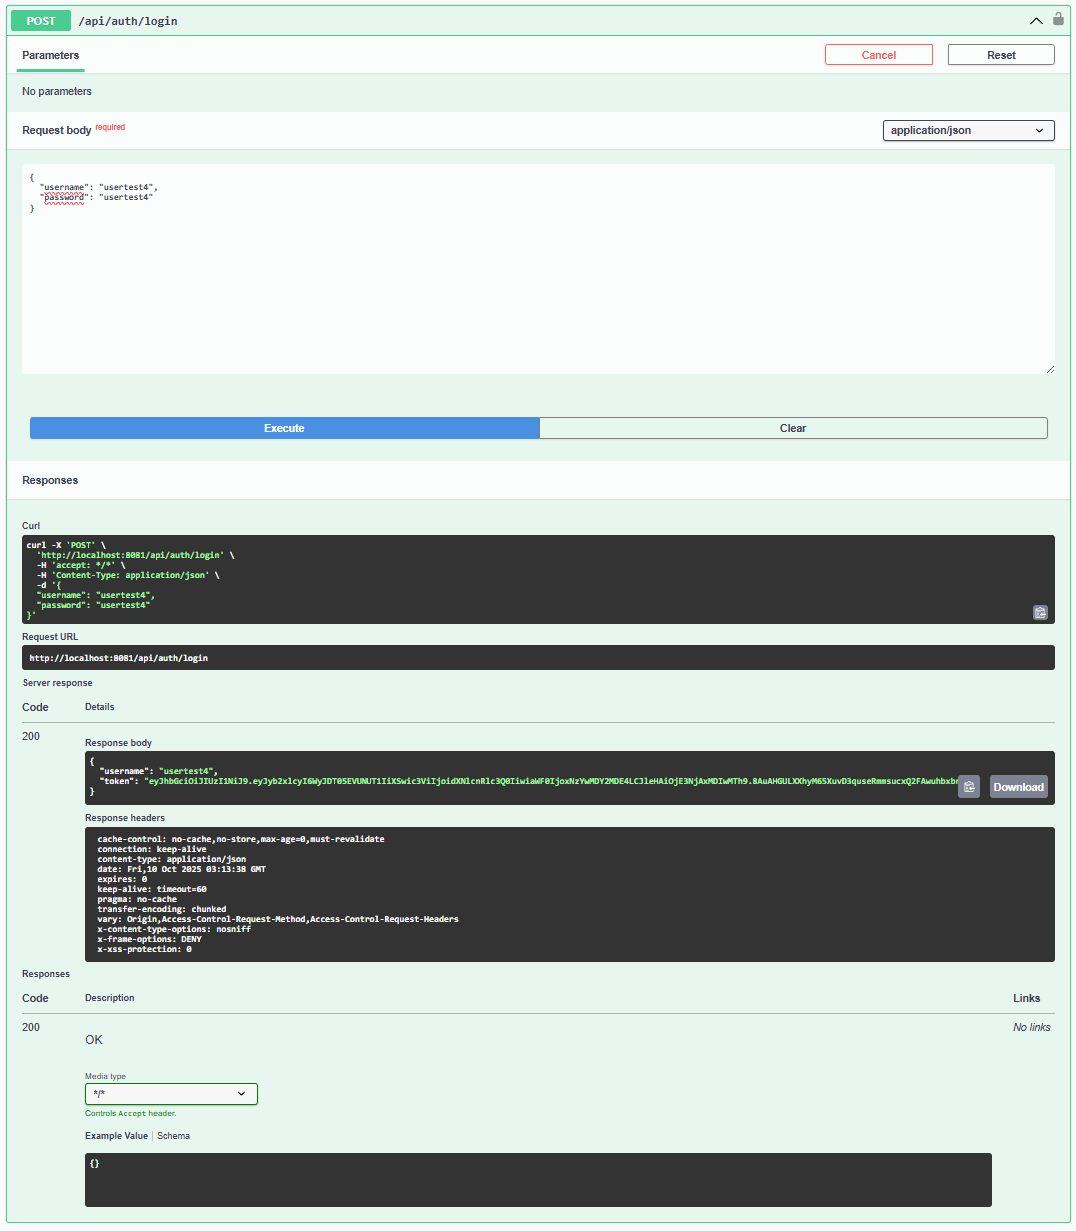 POST /api/auth/login
Parameters
Cancel
Reset
No parameters
Request body required
application/json
{
  "username": "usertest4",
  "password": "usertest4"
}
Execute
Clear
Responses
Curl
curl -X 'POST' \
  'http://localhost:8081/api/auth/login' \
  -H 'accept: */*' \
  -H 'Content-Type: application/json' \
  -d '{
  "username": "usertest4",
  "password": "usertest4"
}'
Request URL
http://localhost:8081/api/auth/login
Server response
Code Details
200
Response body
{
  "username": "usertest4",
  "token":
}
Download
Response headers
cache-control: no-cache,no-store,max-age=0,must-revalidate
connection: keep-alive
content-type: application/json
date: Fri,10 Oct 2025 03:13:38 GMT
expires: 0
keep-alive: timeout=60
pragma: no-cache
transfer-encoding: chunked
vary: Origin,Access-Control-Request-Method,Access-Control-Request-Headers
x-content-type-options: nosniff
x-frame-options: DENY
x-xss-protection: 0
Responses
Code Description Links
200
OK
No links
Media type
*/*
Controls Accept header.
Example Value Schema
{}